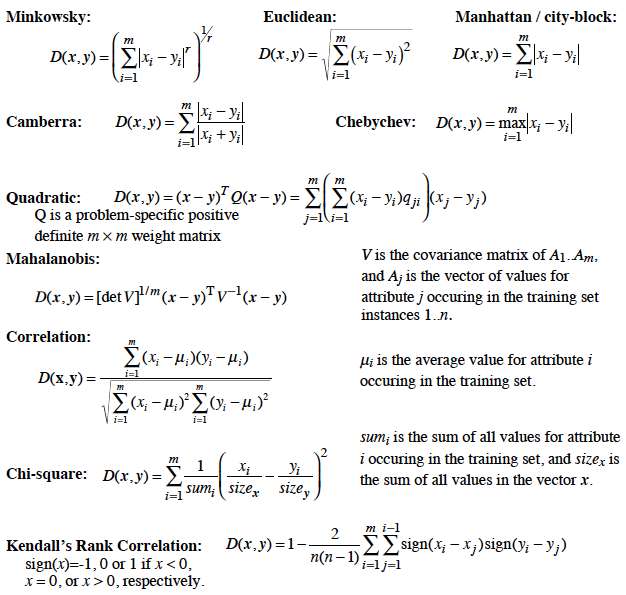 Minkowsky: Euclidean: Manhattan / city-block:
D(x,y) = (∑_{i=1}^{m} |x_i − y_i|^r)^{1/r} D(x,y) = √(∑_{i=1}^{m} (x_i − y_i)^2) D(x,y) = ∑_{i=1}^{m} |x_i − y_i|
Camberra: D(x,y) = ∑_{i=1}^{m} |x_i − y_i| / |x_i + y_i| Chebychev: D(x,y) = max_{i=1}^{m} |x_i − y_i|
Quadratic: D(x,y) = (x − y)^T Q(x − y) = ∑_{j=1}^{m} (∑_{i=1}^{m} (x_i − y_i)q_{ji}) (x_j − y_j)
Q is a problem-specific positive
definite m × m weight matrix
Mahalanobis:
D(x,y) = [det V]^{1/m} (x − y)^T V^{−1} (x − y)
V is the covariance matrix of A_1..A_m,
and A_j is the vector of values for
attribute j occuring in the training set
instances 1..n.
Correlation:
D(x,y) = ∑_{i=1}^{m} (x_i − μ_i)(y_i − μ_i) / √(∑_{i=1}^{m} (x_i − μ_i)^2 ∑_{i=1}^{m} (y_i − μ_i)^2)
μ_i is the average value for attribute i
occuring in the training set.
Chi-square: D(x,y) = ∑_{i=1}^{m} 1/sum_i (x_i/size_x − y_i/size_y)^2
sum_i is the sum of all values for attribute
i occuring in the training set, and size_x is
the sum of all values in the vector x.
Kendall's Rank Correlation: D(x,y) = 1 − 2/(n(n−1)) ∑_{i=1}^{m} ∑_{j=1}^{i−1} sign(x_i − x_j)sign(y_i − y_j)
sign(x)=-1, 0 or 1 if x < 0,
x = 0, or x > 0, respectively.